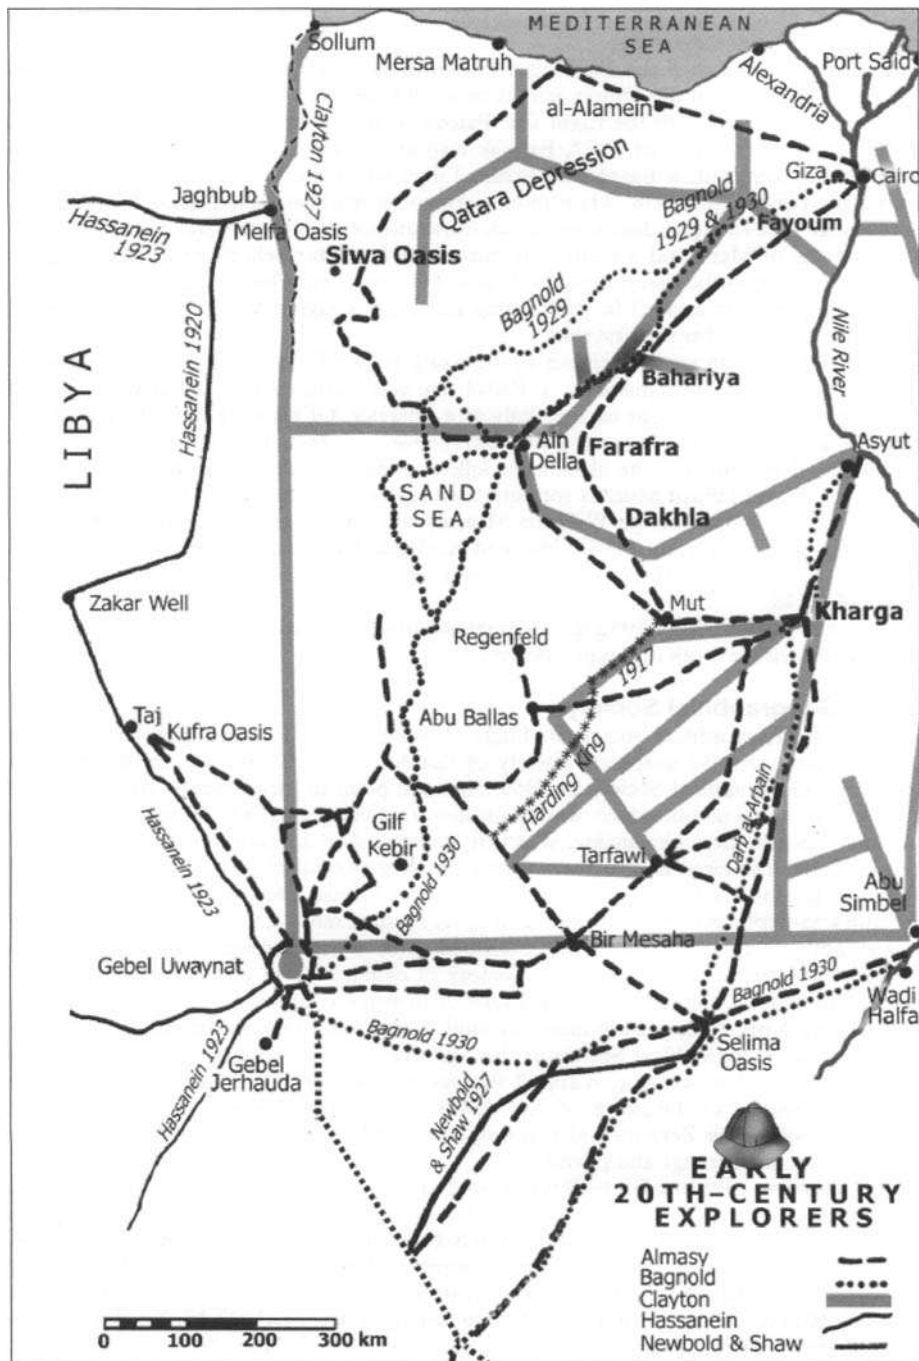 MEDITERRANEAN
SEA
Sollum
Mersa Matruh
Alexandria
Port Said
al-Alamein
Clayton 1927
Qatara Depression
Giza
Cairo
Jaghbub
Melfa Oasis
Hassanein
1923
Siwa Oasis
Bagnold
1929 & 1930
Fayoum
Bagnold
1929
Nile River
Hassanein 1920
LIBYA
Bahariya
Ain
Della
Farafra
Asyut
SAND
SEA
Dakhla
Zakar Well
Mut
Kharga
Regenfeld
1917
Taj
Kufra Oasis
Abu Ballas
Harding King
Gilf
Kebir
Hassanein 1923
Bagnold 1930
Tarfawi
Darb al-Arbain
Abu
Simbel
Bir Mesaha
Gebel Uwaynat
Bagnold 1930
Wadi
Halfa
Bagnold 1930
Selima
Oasis
Gebel
Jerhauda
Hassanein 1923
Newbold
& Shaw 1927
EARLY
20TH-CENTURY
EXPLORERS
Almasy
Bagnold
Clayton
Hassanein
Newbold & Shaw
0 100 200 300 km